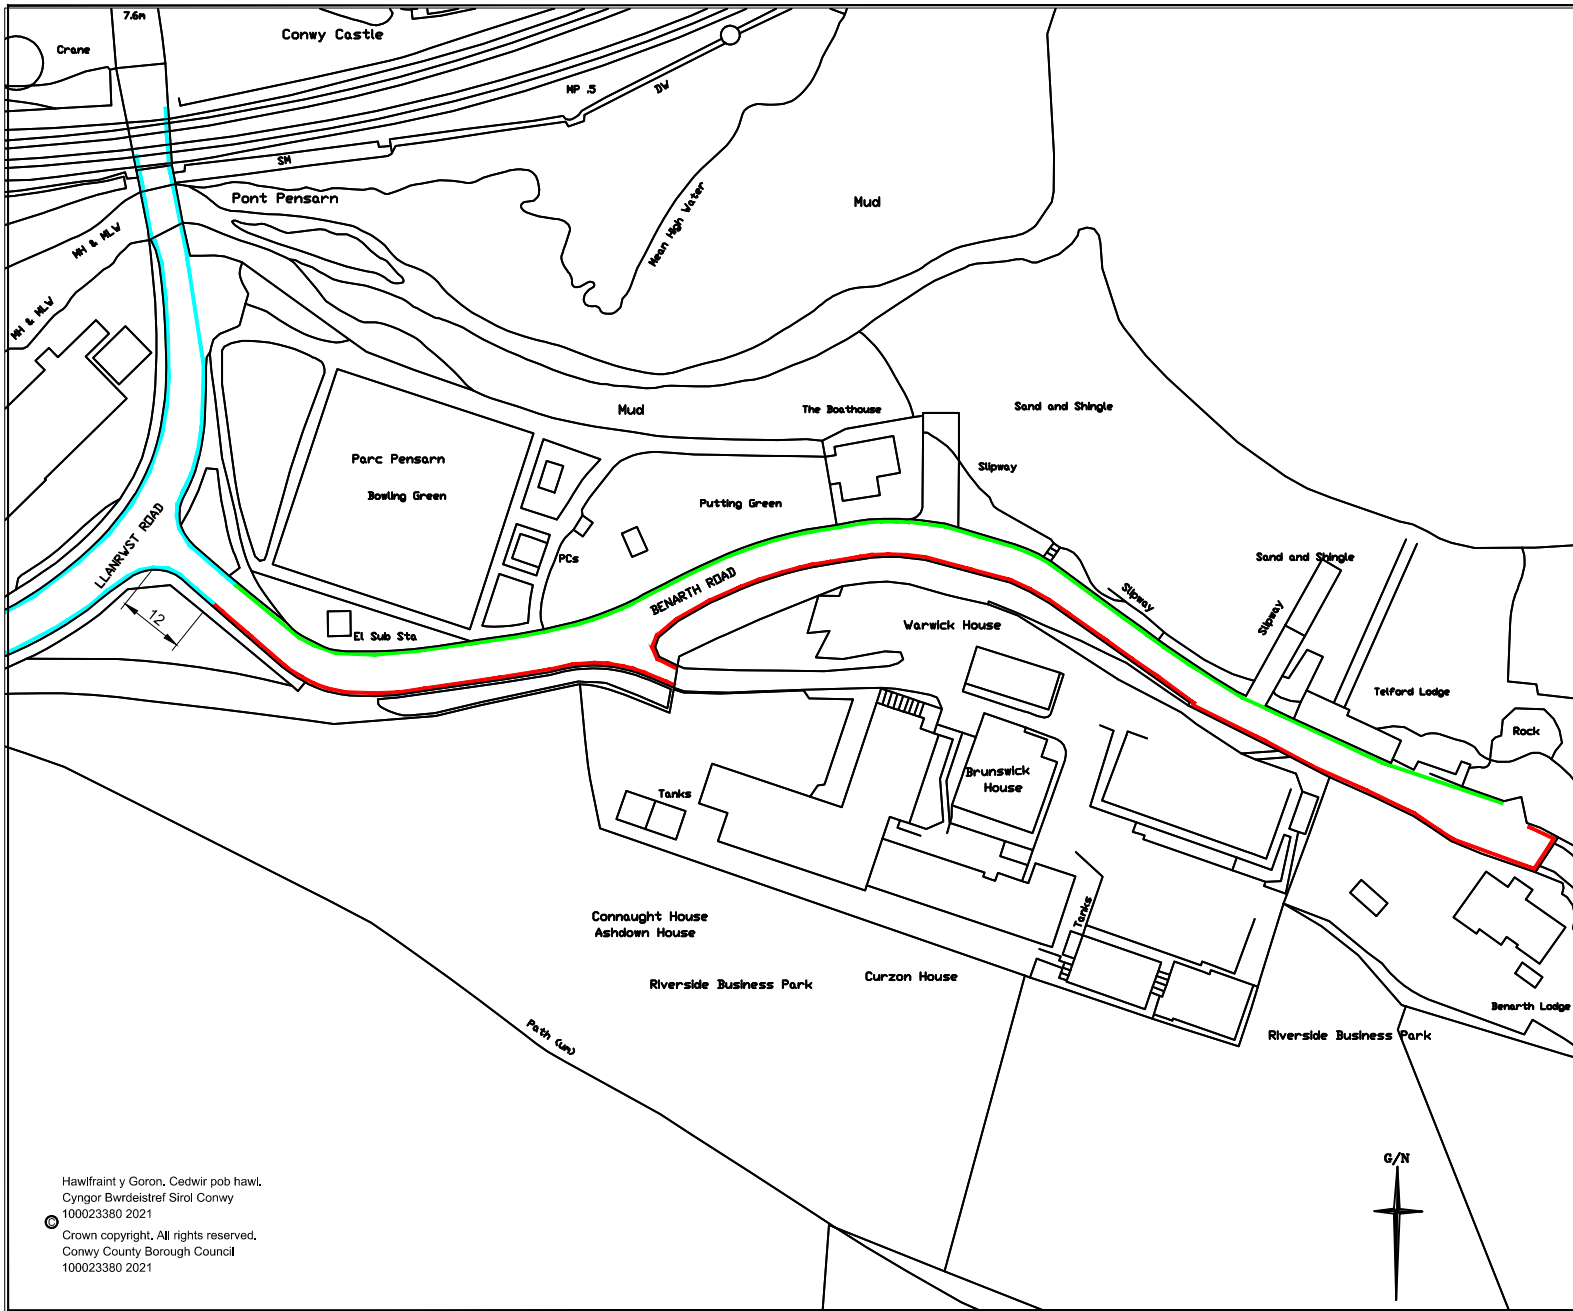 7.6m
Crane
Conwy Castle
MP .5
DW
SM
Pont Pensarn
Mean High Water
Mud
MH & MLW
MH & MLW
Mud
The Boathouse
Sand and Shingle
Parc Pensarn
Bowling Green
Slipway
Putting Green
LLANRWST ROAD
PCs
Sand and Shingle
BENARTH ROAD
Slipway
Slipway
12
El Sub Sta
Warwick House
Telford Lodge
Rock
Brunswick
House
Tanks
Connaught House
Ashdown House
Tanks
Curzon House
Riverside Business Park
Benarth Lodge
Path (um)
Riverside Business Park
G/N
Hawlfraint y Goron. Cedwir pob hawl.
Cyngor Bwrdeistref Sirol Conwy
100023380 2021
©
Crown copyright. All rights reserved.
Conwy County Borough Council
100023380 2021